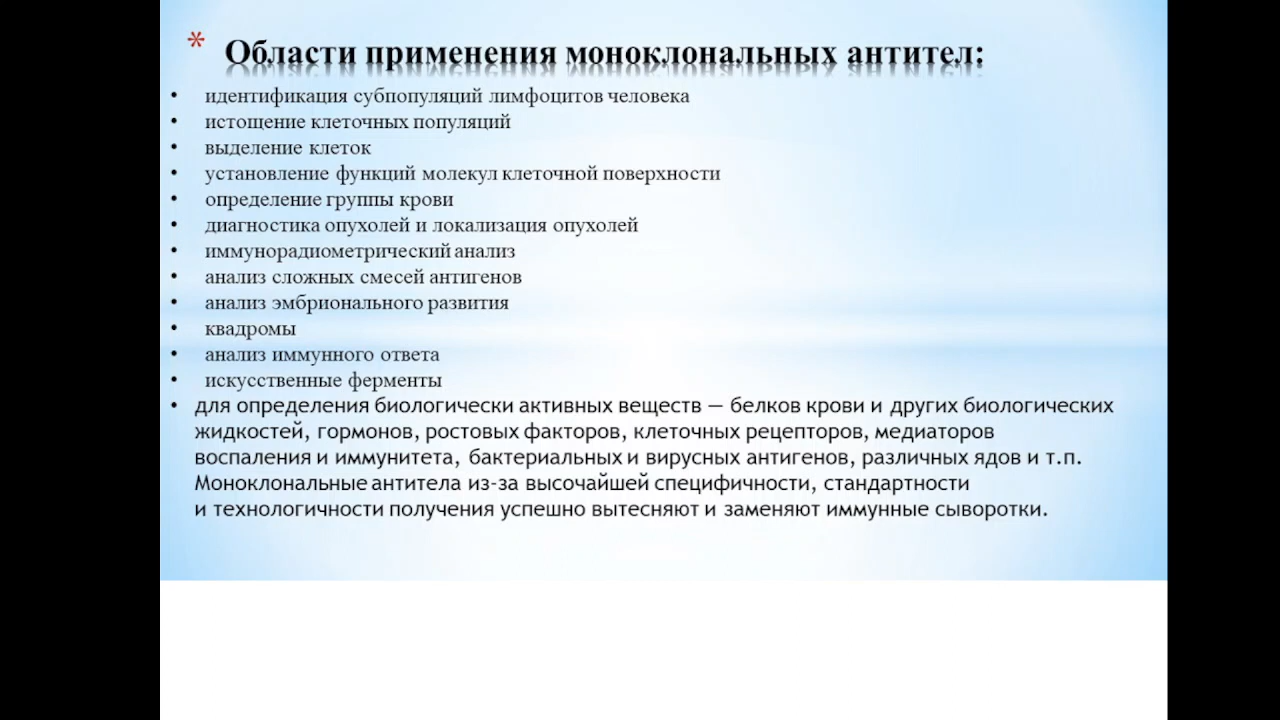 * Области применения моноклональных антител:
• идентификация субпопуляций лимфоцитов человека
• истощение клеточных популяций
• выделение клеток
• установление функций молекул клеточной поверхности
• определение группы крови
• диагностика опухолей и локализация опухолей
• иммунорадиометрический анализ
• анализ сложных смесей антигенов
• анализ эмбрионального развития
• квадромы
• анализ иммунного ответа
• искусственные ферменты
• для определения биологически активных веществ — белков крови и других биологических
жидкостей, гормонов, ростовых факторов, клеточных рецепторов, медиаторов
воспаления и иммунитета, бактериальных и вирусных антигенов, различных ядов и т.п.
Моноклональные антитела из-за высочайшей специфичности, стандартности
и технологичности получения успешно вытесняют и заменяют иммунные сыворотки.